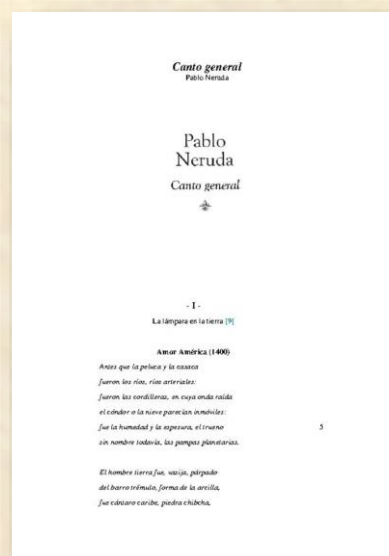 Canto general
Pablo Neruda
Pablo
Neruda
Canto general
- I -
La lámpara en la tierra [9]
Amor América (1400)
Antes que la peluca y la casaca
fueron los ríos, ríos arteriales:
fueron las cordilleras, en cuya onda raída
el cóndor o la nieve parecían inmóviles:
fue la humedad y la espesura, el trueno
5
sin nombre todavía, las pampas planetarias.
El hombre tierra fue, vasija, párpado
del barro trémulo, forma de la arcilla,
fue cántaro caribe, piedra chibcha,